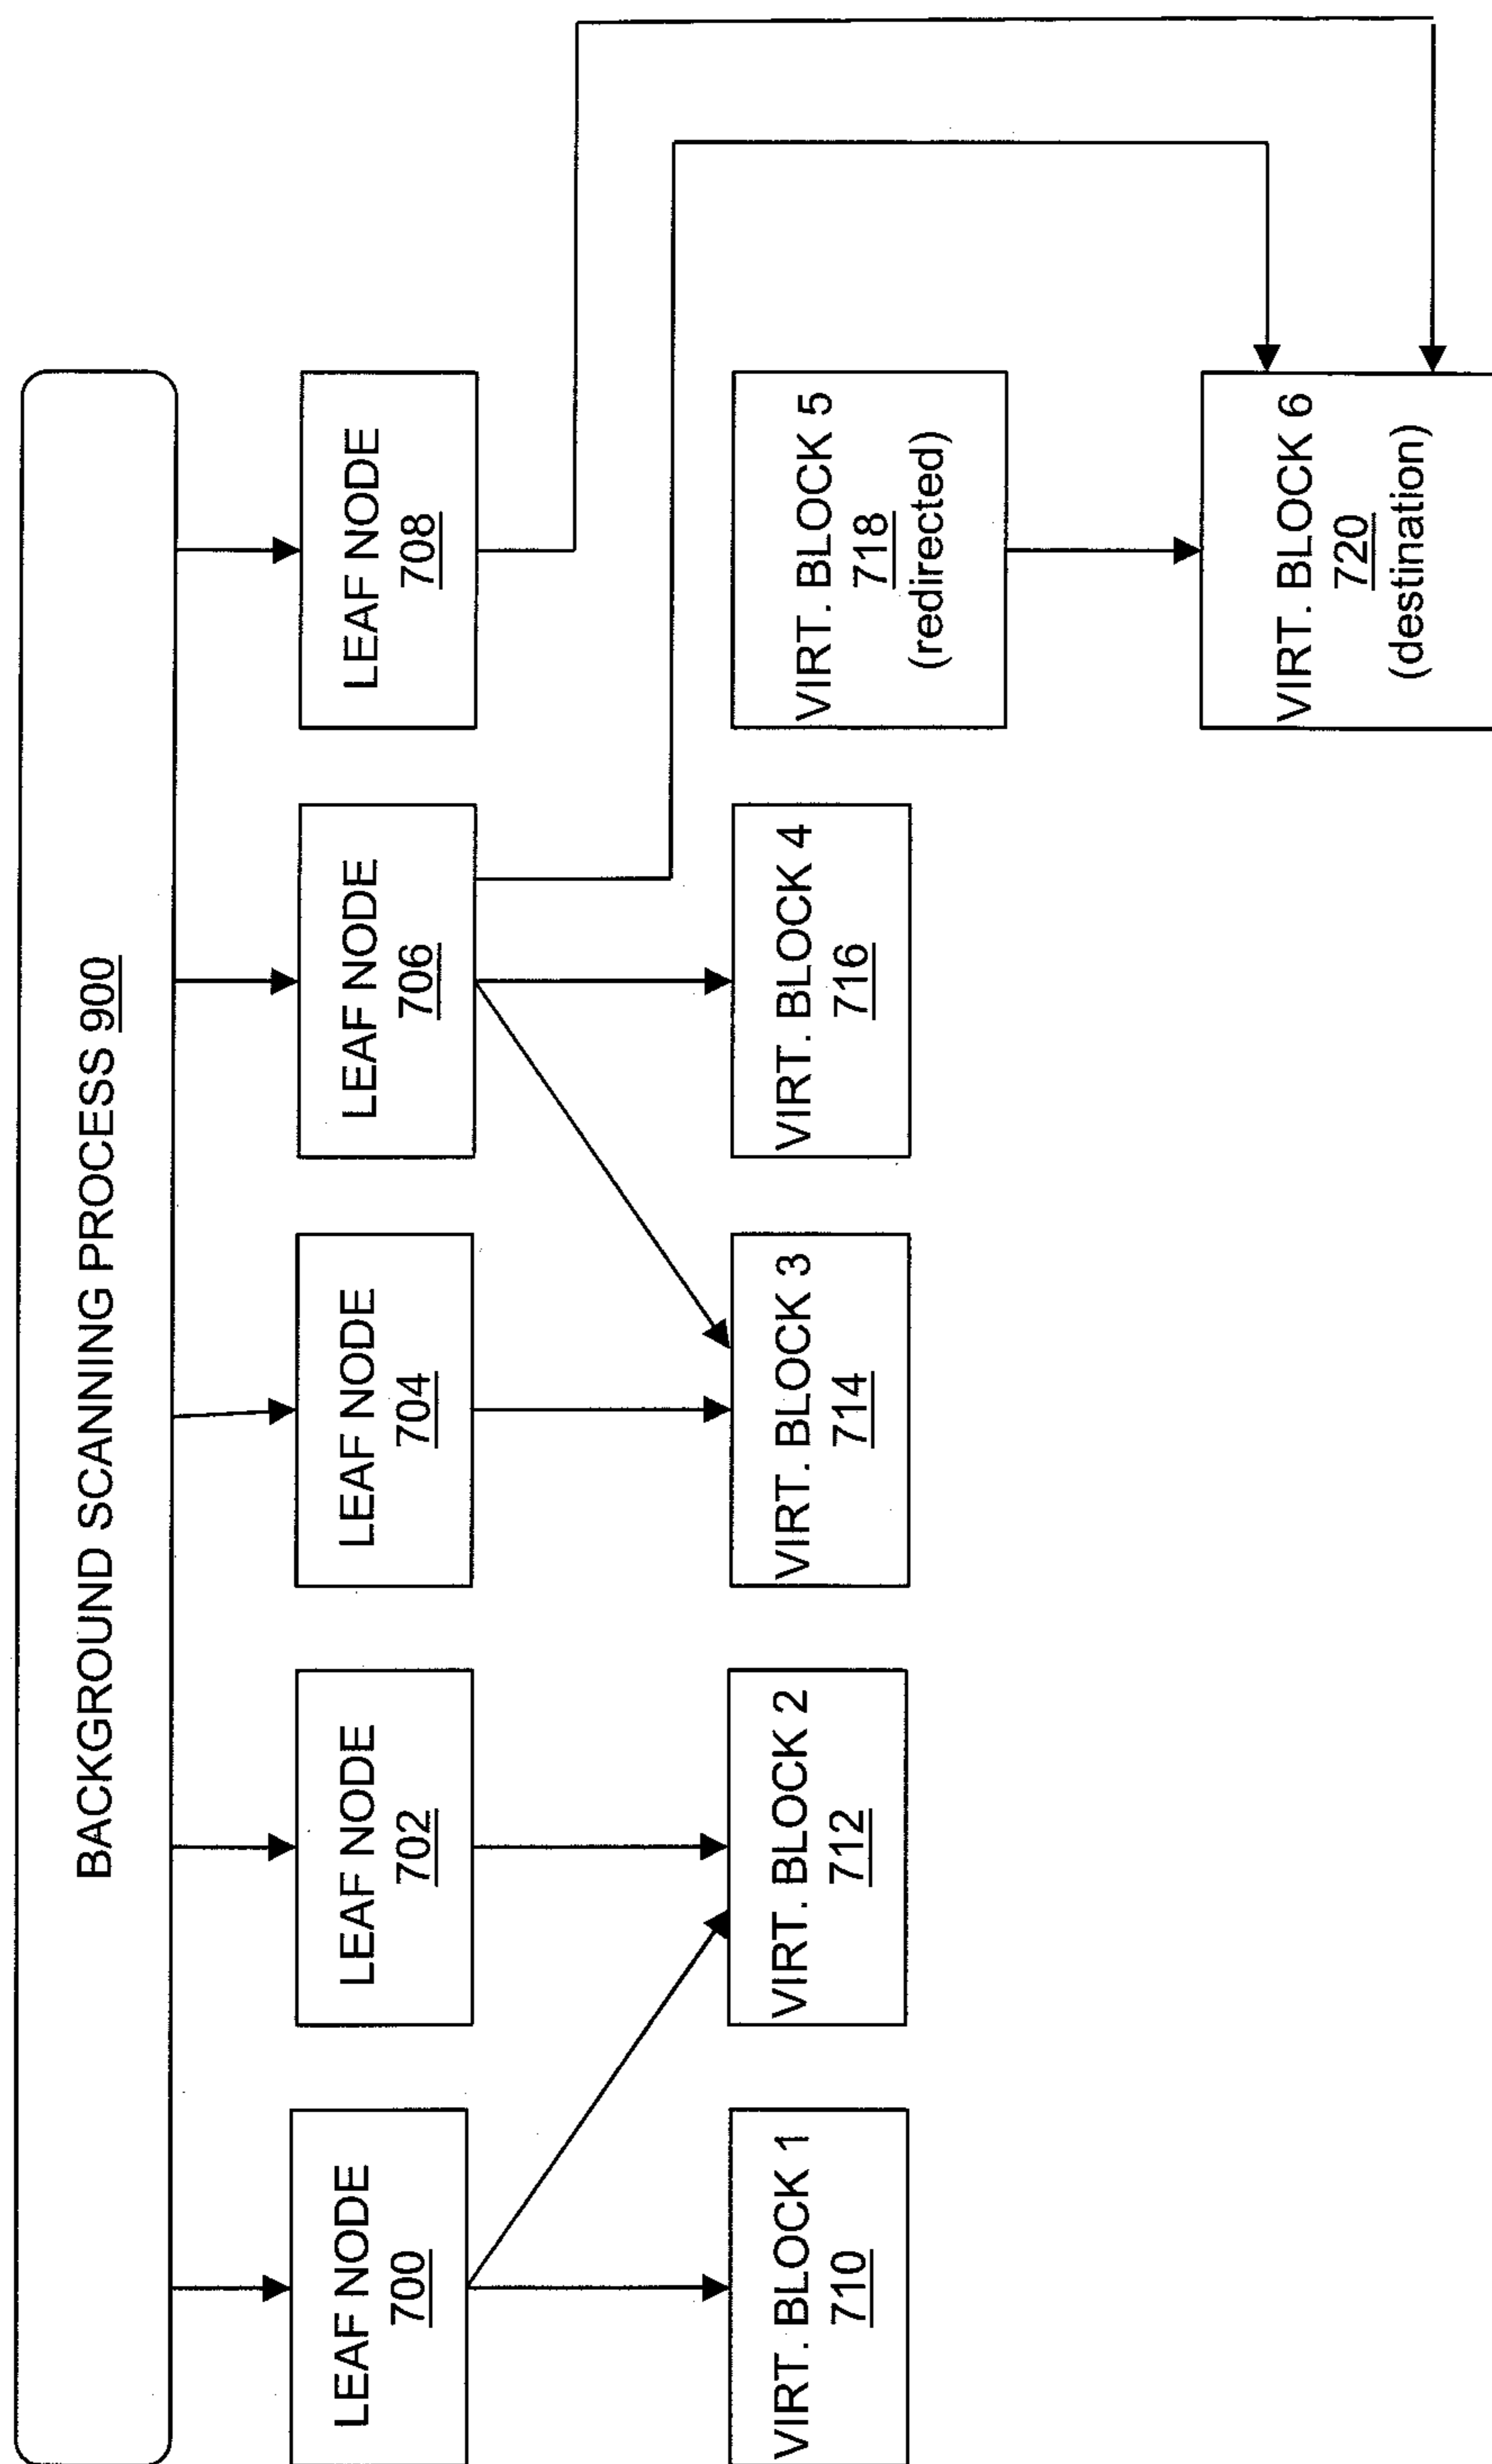 BACKGROUND SCANNING PROCESS 900
LEAF NODE
700
LEAF NODE
702
LEAF NODE
704
LEAF NODE
706
LEAF NODE
708
VIRT. BLOCK 1
710
VIRT. BLOCK 2
712
VIRT. BLOCK 3
714
VIRT. BLOCK 4
716
VIRT. BLOCK 5
718
(redirected)
VIRT. BLOCK 6
720
(destination)